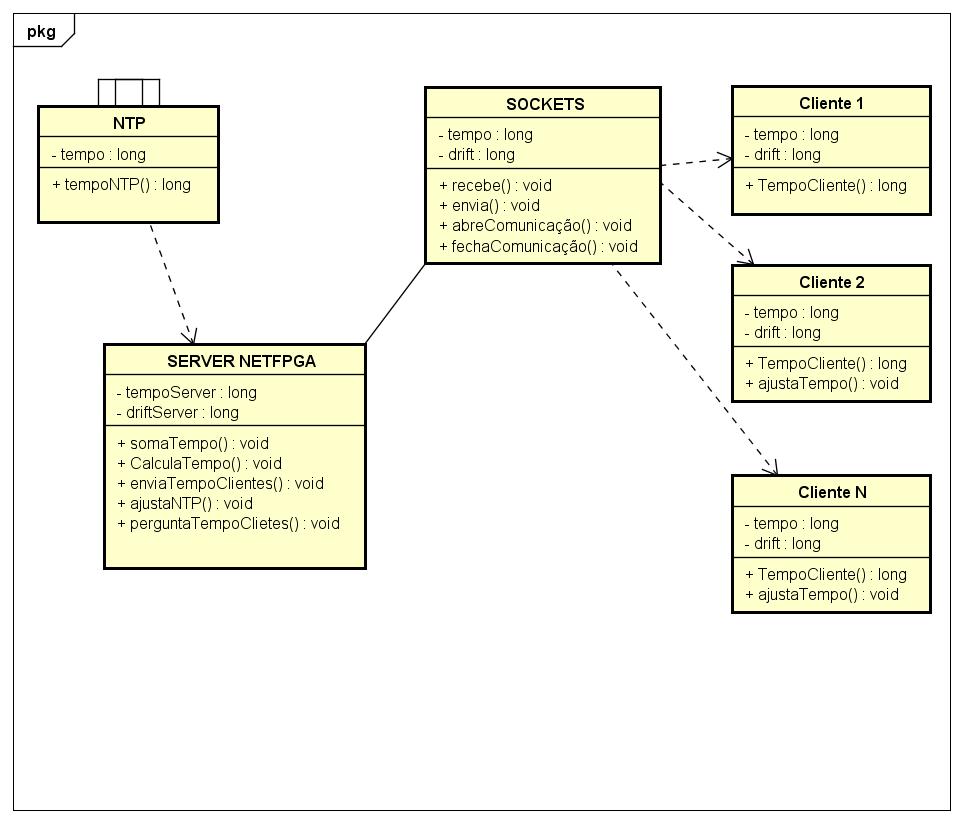 pkg
NTP
- tempo : long
+ tempoNTP() : long
SOCKETS
- tempo : long
- drift : long
+ recebe() : void
+ envia() : void
+ abreComunicação() : void
+ fechaComunicação() : void
Cliente 1
- tempo : long
- drift : long
+ TempoCliente() : long
Cliente 2
- tempo : long
- drift : long
+ TempoCliente() : long
+ ajustaTempo() : void
SERVER NETFPGA
- tempoServer : long
- driftServer : long
+ somaTempo() : void
+ CalculaTempo() : void
+ enviaTempoClientes() : void
+ ajustaNTP() : void
+ perguntaTempoClietes() : void
Cliente N
- tempo : long
- drift : long
+ TempoCliente() : long
+ ajustaTempo() : void